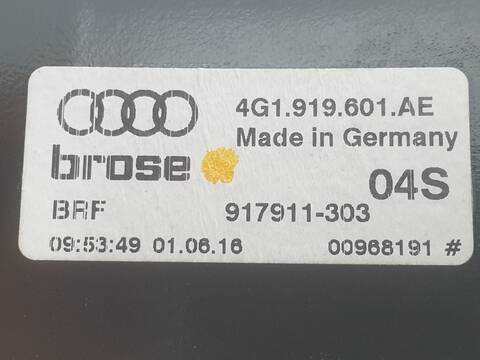 4G1.919.601.AE
Made in Germany
brose
04S
BRF 917911-303
09:53:49 01.06.16 00968191 #